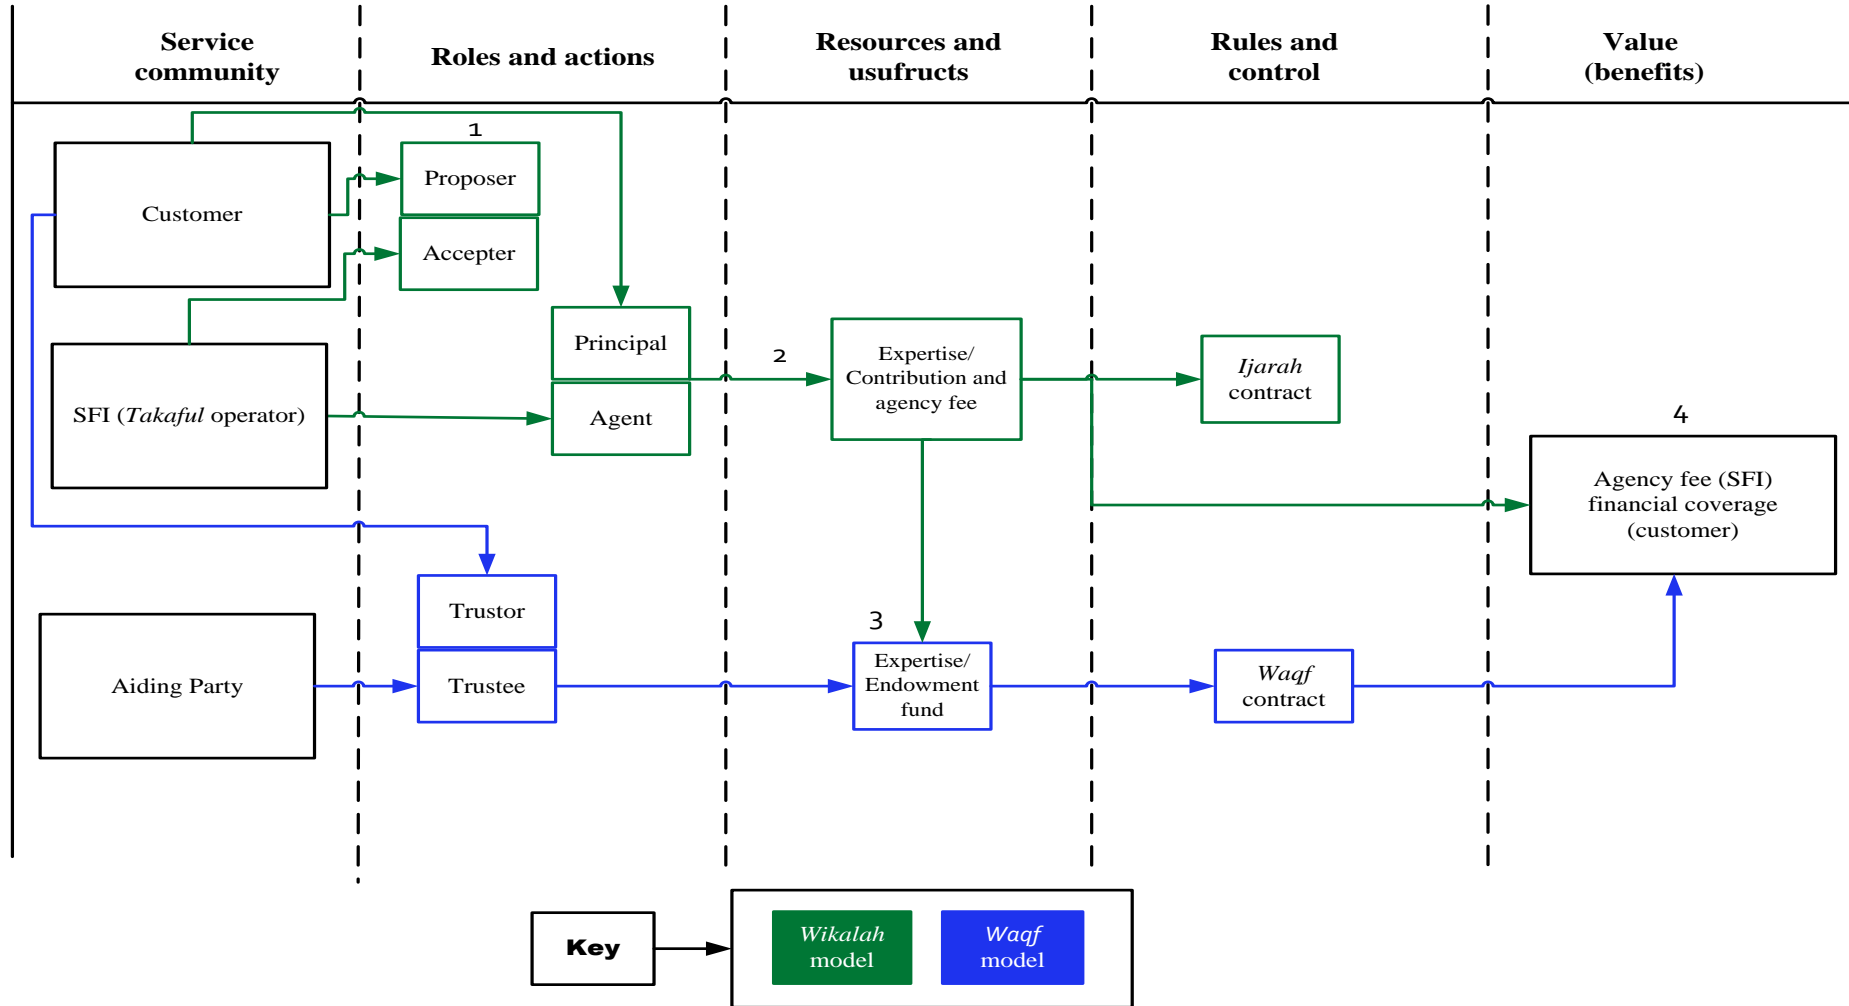 Service
community
Roles and actions
Resources and
usufructs
Rules and
control
Value
(benefits)
1
Customer
Proposer
Accepter
SFI (Takaful operator)
Principal
Agent
2
Expertise/
Contribution and
agency fee
Ijarah
contract
4
Agency fee (SFI)
financial coverage
(customer)
Aiding Party
Trustor
Trustee
3
Expertise/
Endowment
fund
Waqf
contract
Key
Wikalah
model
Waqf
model